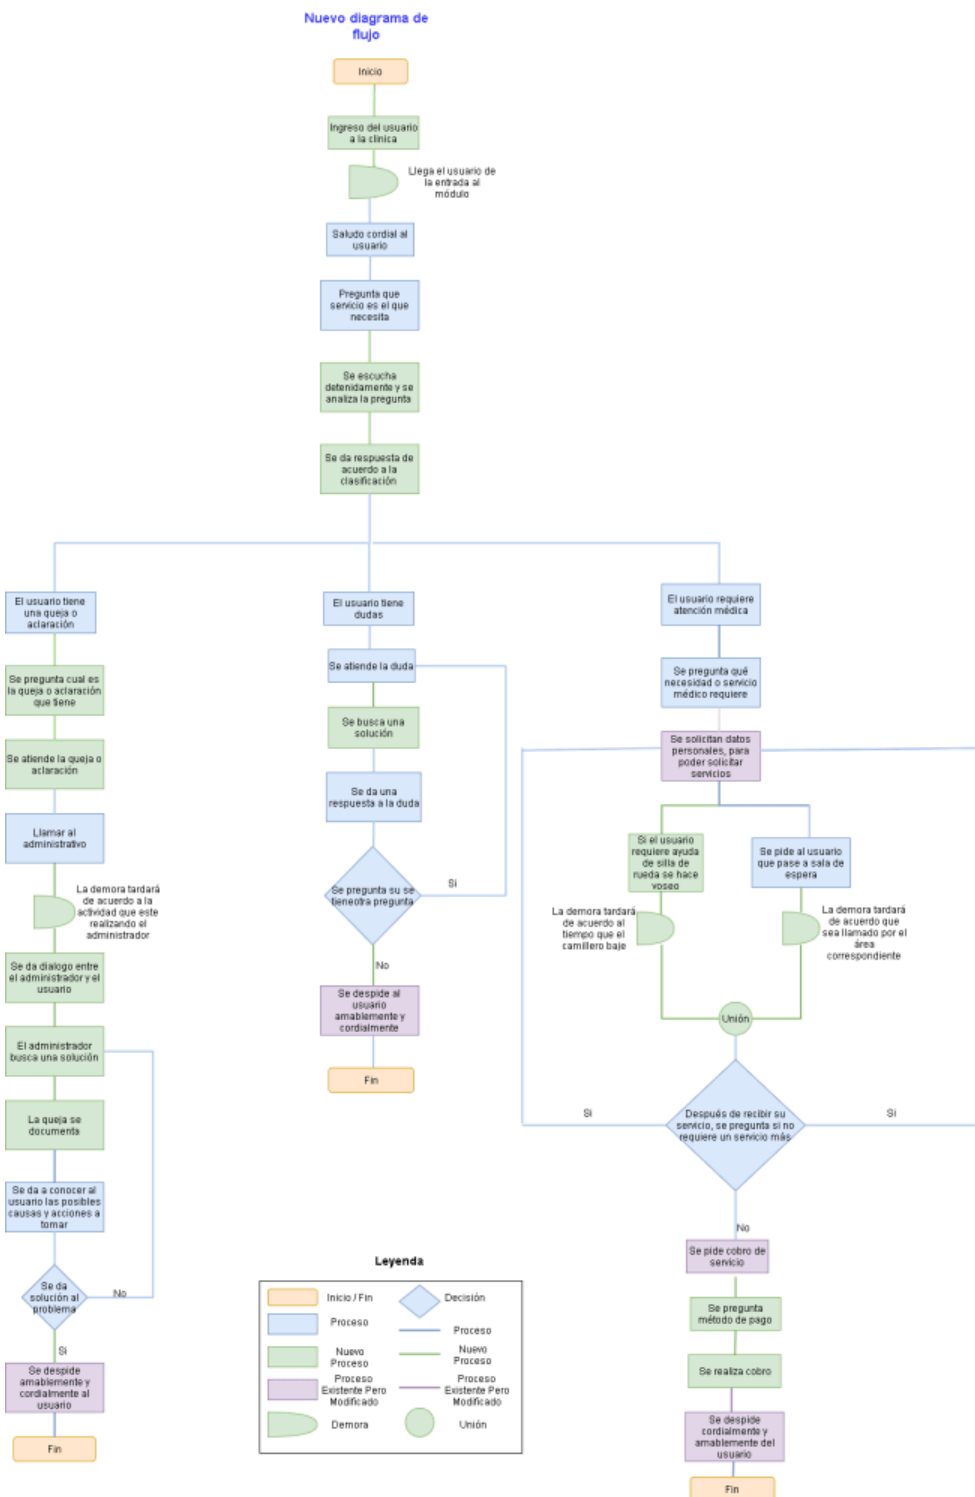 Nuevo diagrama de
flujo
Inicio
Ingreso del usuario
a la clinica
Llega el usuario de
la entrada al
módulo
Saludo cordial al
usuario
Pregunta que
servicio es el que
necesita
Se escucha
detenidamente y se
analiza la pregunta
Se da respuesta de
acuerdo a la
clasificación
El usuario tiene
una queja o
aclaración
Se pregunta cual es
la queja o aclaración
que tiene
Se atiende la queja o
aclaración
Llamar al
administrativo
La demora tardará
de acuerdo a la
actividad que este
realizando el
administrador
Se da dialogo entre
el administrador y el
usuario
El administrador
busca una solución
La queja se
documenta
Se da a conocer al
usuario las posibles
causas y acciones a
tomar
Se da
solución al
problema
No
Si
Se despide
amablemente y
cordialmente al
usuario
Fin
El usuario tiene
dudas
Se atiende la duda
Se busca una
solución
Se da una
respuesta a la duda
Se pregunta su se
tieneotra pregunta
Si
No
Se despide al
usuario
amablemente y
cordialmente
Fin
El usuario requiere
atención médica
Se pregunta qué
necesidad o servicio
médico requiere
Se solicitan datos
personales, para
poder solicitar
servicios
Si el usuario
requiere ayuda
de silla de
rueda se hace
voseo
Se pide al usuario
que pase a sala de
espera
La demora tardará
de acuerdo al
tiempo que el
camillero baje
La demora tardará
de acuerdo que
sea llamado por el
área
correspondiente
Unión
Si
Después de recibir su
servicio, se pregunta si no
requiere un servicio más
Si
No
Se pide cobro de
servicio
Se pregunta
método de pago
Se realiza cobro
Se despide
cordialmente y
amablemente del
usuario
Fin
Leyenda
Inicio / Fin
Decisión
Proceso
Proceso
Nuevo
Proceso
Nuevo
Proceso
Proceso
Existente Pero
Modificado
Proceso
Existente Pero
Modificado
Demora
Unión